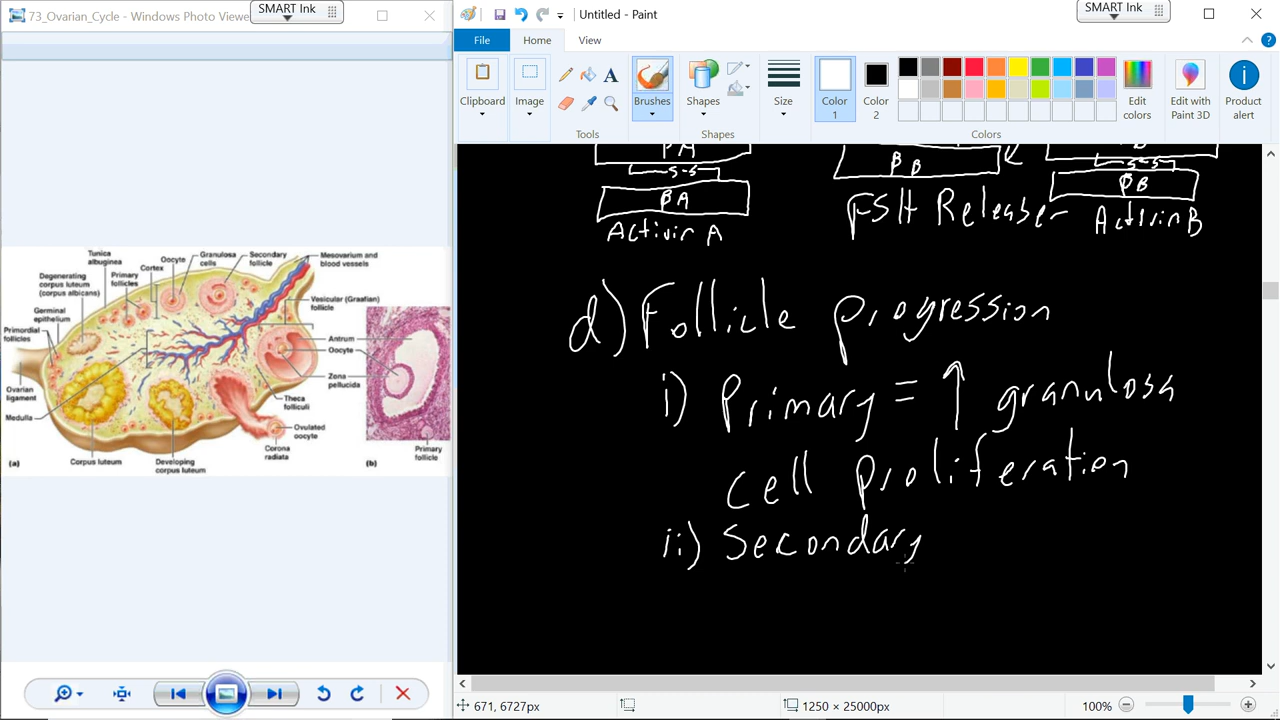 73_Ovarian_Cycle - Windows Photo Viewe
SMART Ink
Untitled - Paint
SMART Ink
File
Home
View
Clipboard
Image
Tools
Brushes
Shapes
Shapes
Size
Color
1
Color
2
Colors
Edit
colors
Edit with
Paint 3D
Product
alert
Tunica
albuginea
Degenerating
corpus luteum
(corpus albicans)
Germinal
epithelium
Primordial
follicles
Ovarian
ligament
Medulla
Primary
follicles
Cortex
Oocyte
Granulosa
cells
Secondary
follicle
Mesovarium and
blood vessels
Vesicular (Graafian)
follicle
Antrum
Oocyte
Zona
pellucida
Theca
folliculi
Ovulated
oocyte
Corona
radiata
Corpus luteum
Developing
corpus luteum
Primary
follicle
(a)
(b)
S-S
βA
Activin A
βB
FSH Release
S-S
βB
Activin B
d) Follicle progression
i) Primary = ↑ granulosa
cell proliferation
ii) Secondary
671, 6727px
1250 × 25000px
100%